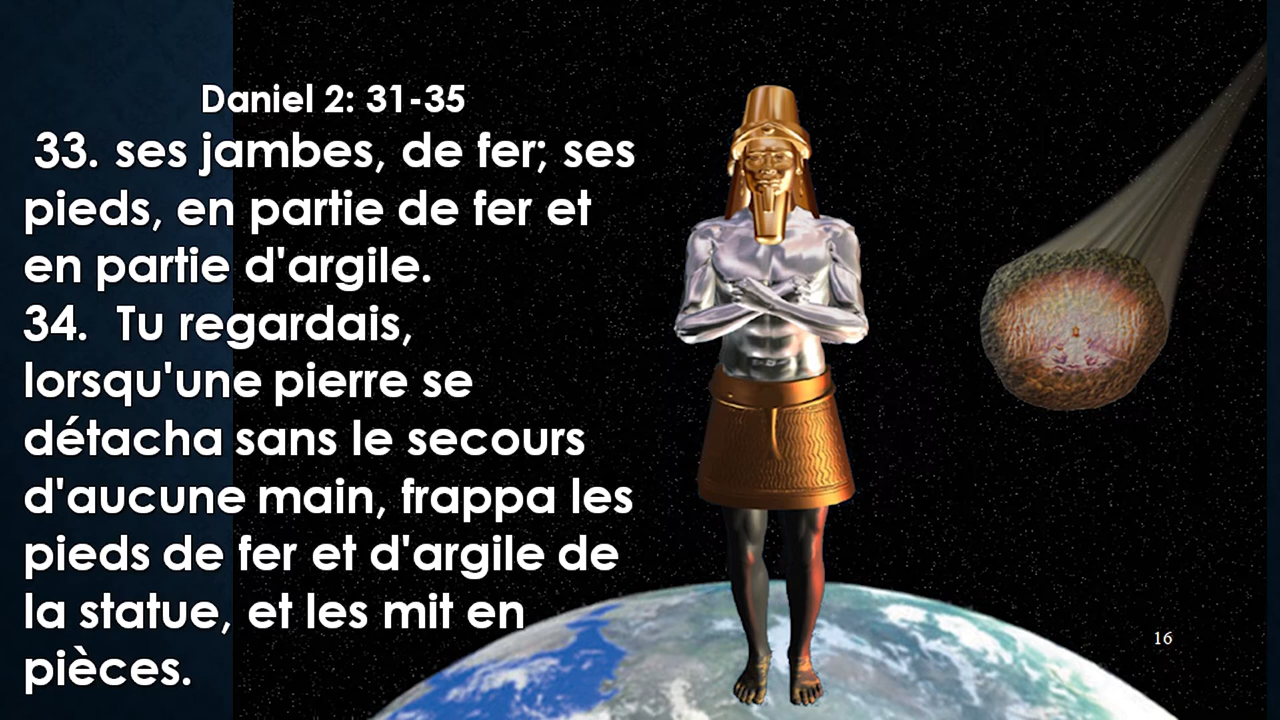 Daniel 2: 31-35
33. ses jambes, de fer; ses
pieds, en partie de fer et
en partie d'argile.
34. Tu regardais,
lorsqu'une pierre se
détacha sans le secours
d'aucune main, frappa les
pieds de fer et d'argile de
la statue, et les mit en
pièces.
16